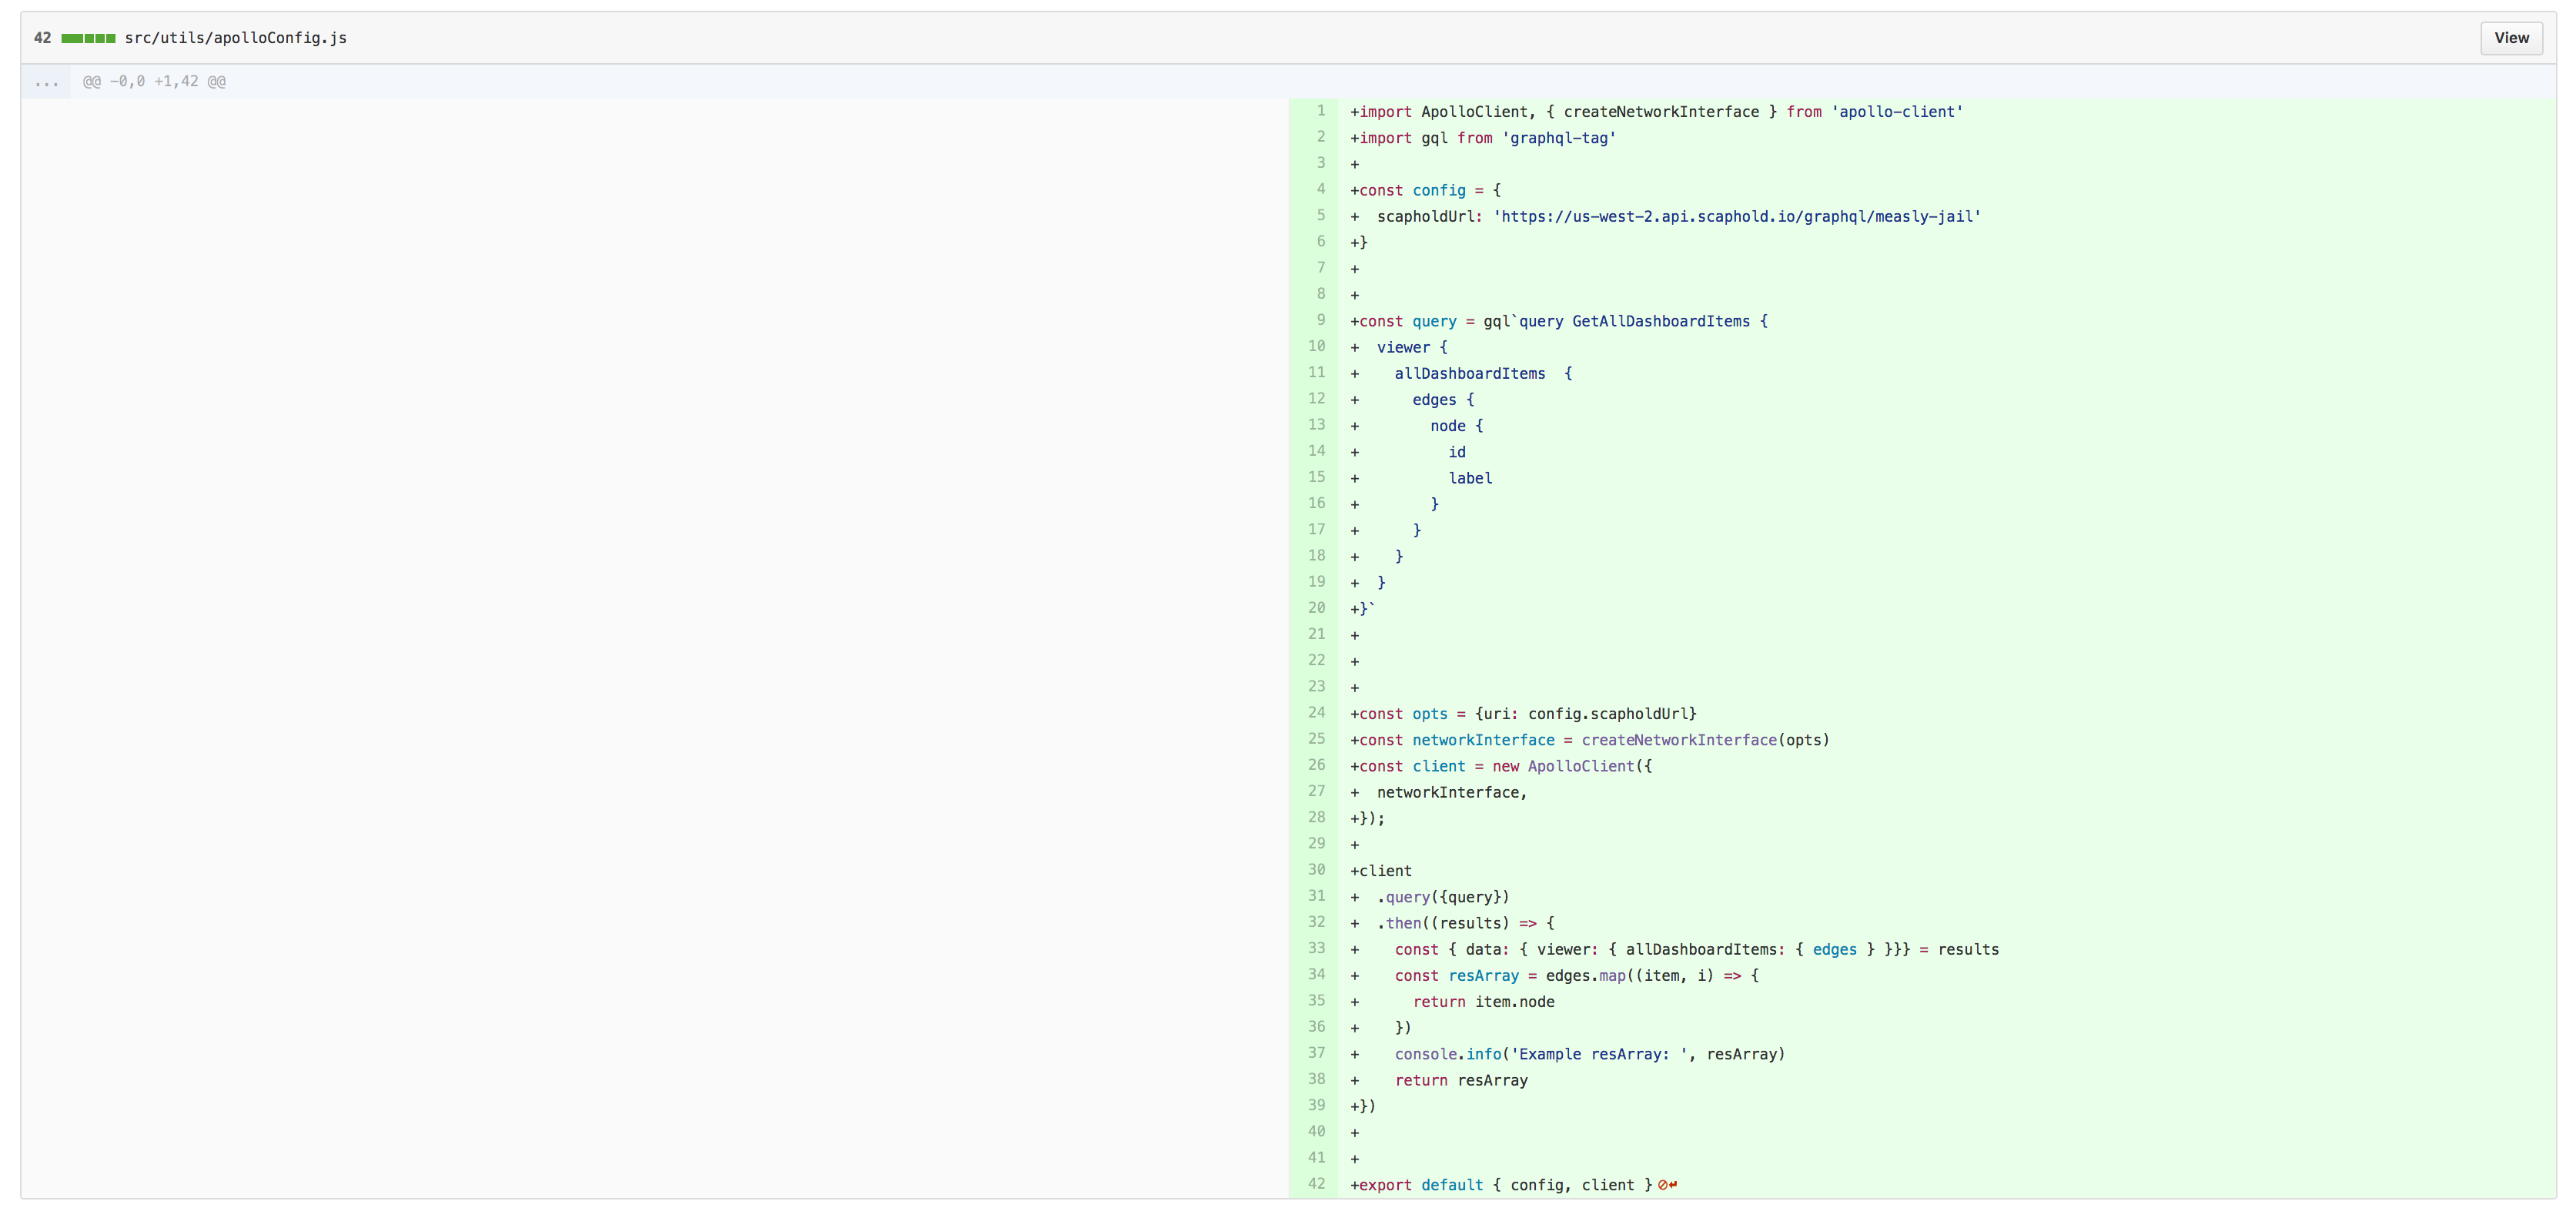 42 src/utils/apolloConfig.js View
... @@ -0,0 +1,42 @@
1 +import ApolloClient, { createNetworkInterface } from 'apollo-client'
2 +import gql from 'graphql-tag'
3 +
4 +const config = {
5 +  scapholdUrl: 'https://us-west-2.api.scaphold.io/graphql/measly-jail'
6 +}
7 +
8 +
9 +const query = gql`query GetAllDashboardItems {
10 +  viewer {
11 +    allDashboardItems  {
12 +      edges {
13 +        node {
14 +          id
15 +          label
16 +        }
17 +      }
18 +    }
19 +  }
20 +}`
21 +
22 +
23 +
24 +const opts = {uri: config.scapholdUrl}
25 +const networkInterface = createNetworkInterface(opts)
26 +const client = new ApolloClient({
27 +  networkInterface,
28 +});
29 +
30 +client
31 +  .query({query})
32 +  .then((results) => {
33 +    const { data: { viewer: { allDashboardItems: { edges } }}} = results
34 +    const resArray = edges.map((item, i) => {
35 +      return item.node
36 +    })
37 +    console.info('Example resArray: ', resArray)
38 +    return resArray
39 +})
40 +
41 +
42 +export default { config, client }